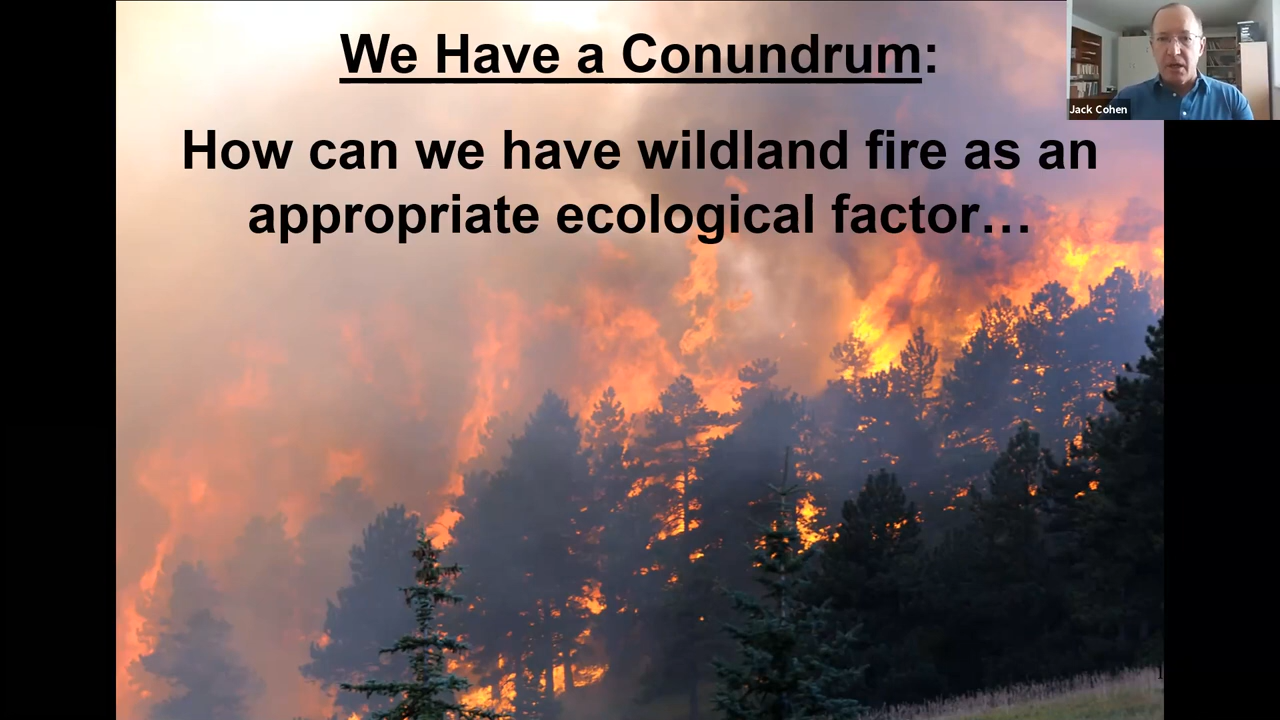 We Have a Conundrum:
Jack Cohen
How can we have wildland fire as an
appropriate ecological factor…